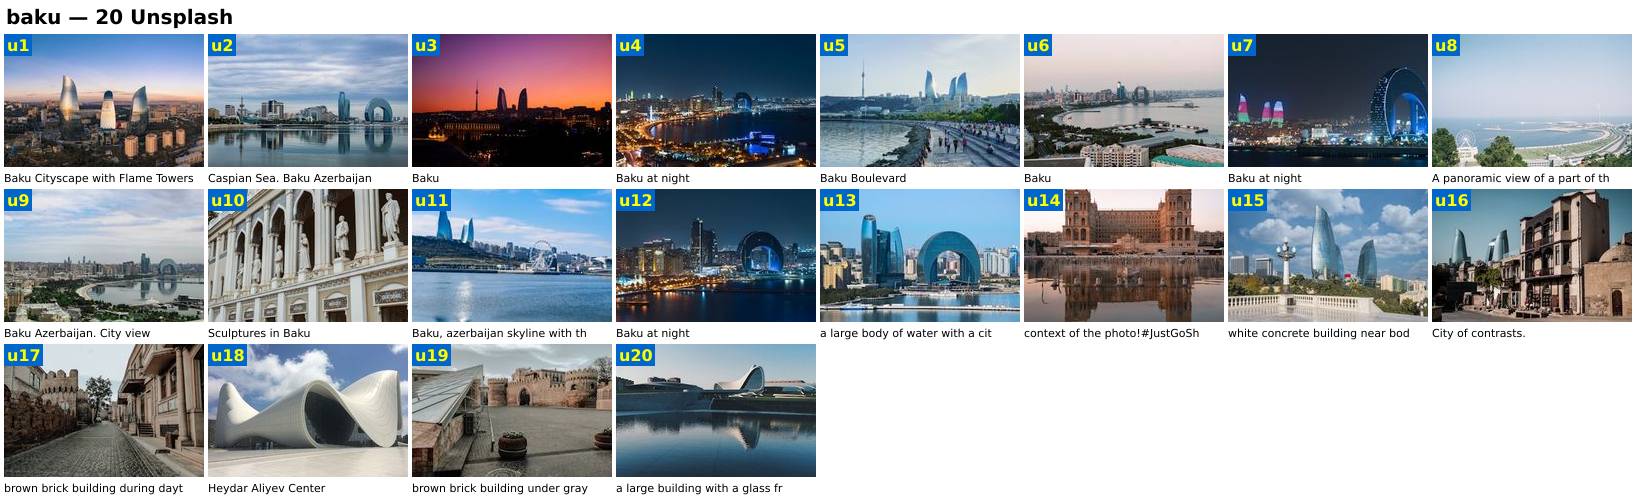 baku — 20 Unsplash
u1
u2
u3
u4
u5
u6
u7
u8
Baku Cityscape with Flame Towers
Caspian Sea. Baku Azerbaijan
Baku
Baku at night
Baku Boulevard
Baku
Baku at night
A panoramic view of a part of th
u9
u10
u11
u12
u13
u14
u15
u16
Baku Azerbaijan. City view
Sculptures in Baku
Baku, azerbaijan skyline with th
Baku at night
a large body of water with a cit
context of the photo!#JustGoSh
white concrete building near bod
City of contrasts.
u17
u18
u19
u20
brown brick building during dayt
Heydar Aliyev Center
brown brick building under gray
a large building with a glass fr